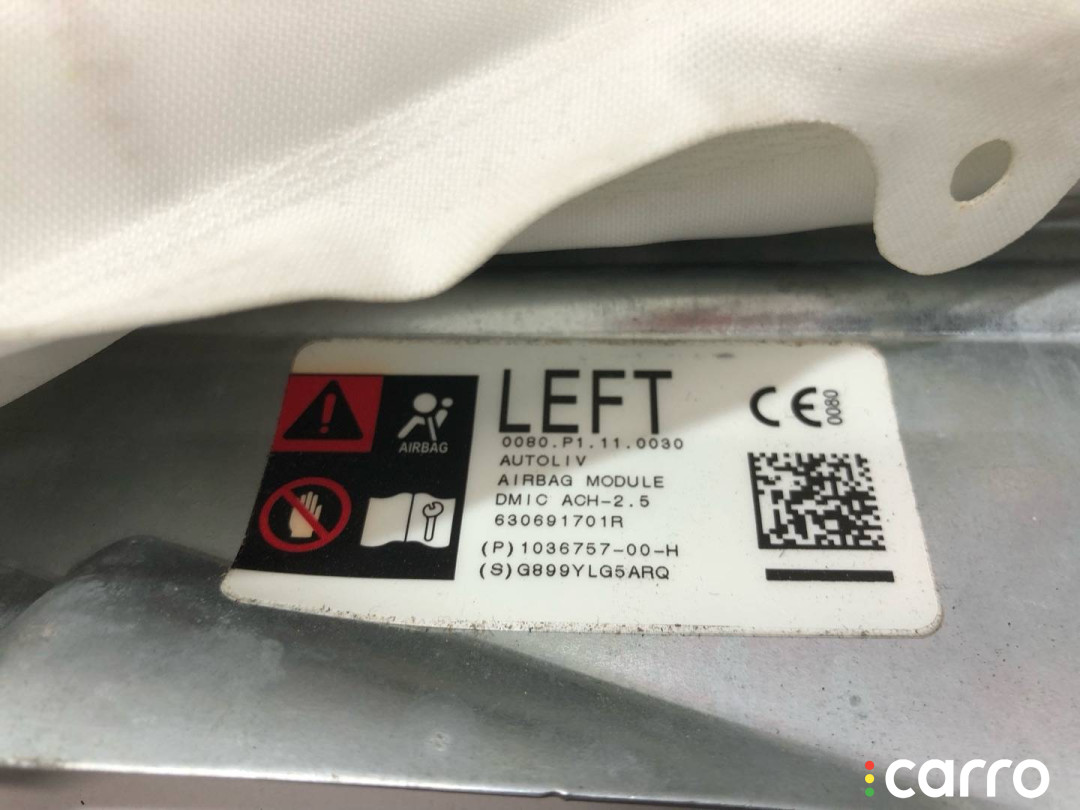 LEFT
0080.P1.11.0030
AUTOLIV
AIRBAG MODULE
DMIC ACH-2.5
630691701R
(P)1036757-00-H
(S)G899YLG5ARQ
AIRBAG
CE 0080
carro